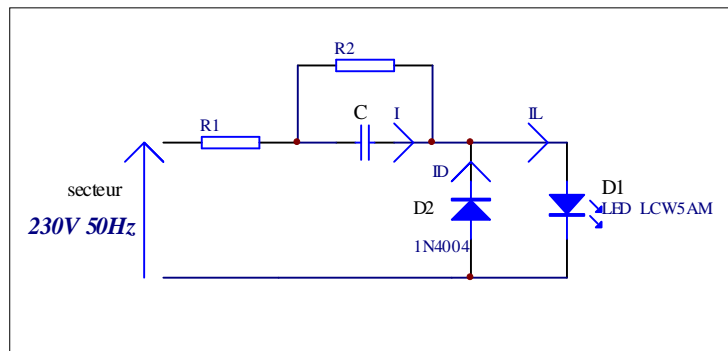 R2
R1
C
I
IL
secteur
230V 50Hz
ID
D2
1N4004
D1
LED LCW5AM